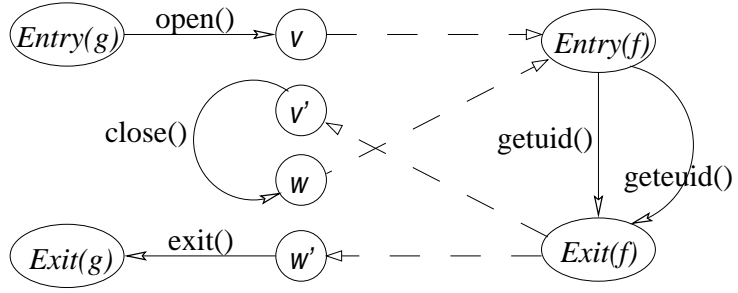 Entry(g)
open()
v
Entry(f)
v'
close()
w
getuid()
geteuid()
Exit(g)
exit()
w'
Exit(f)